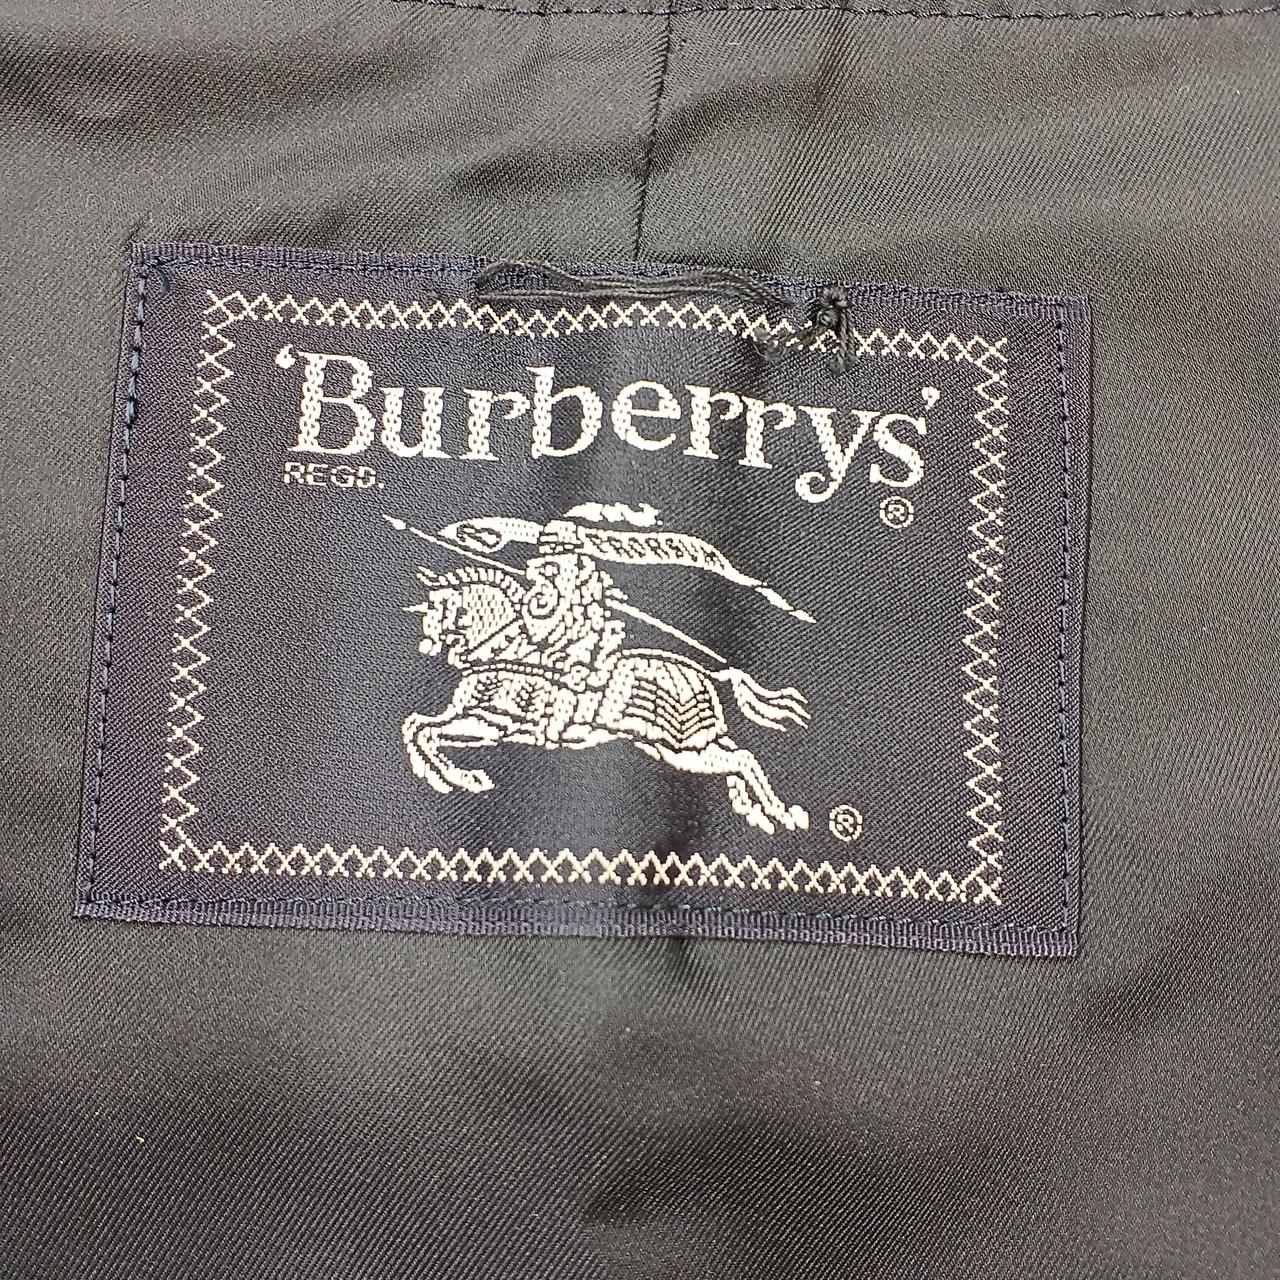 ‘Burberrys’
REGD.
®
®